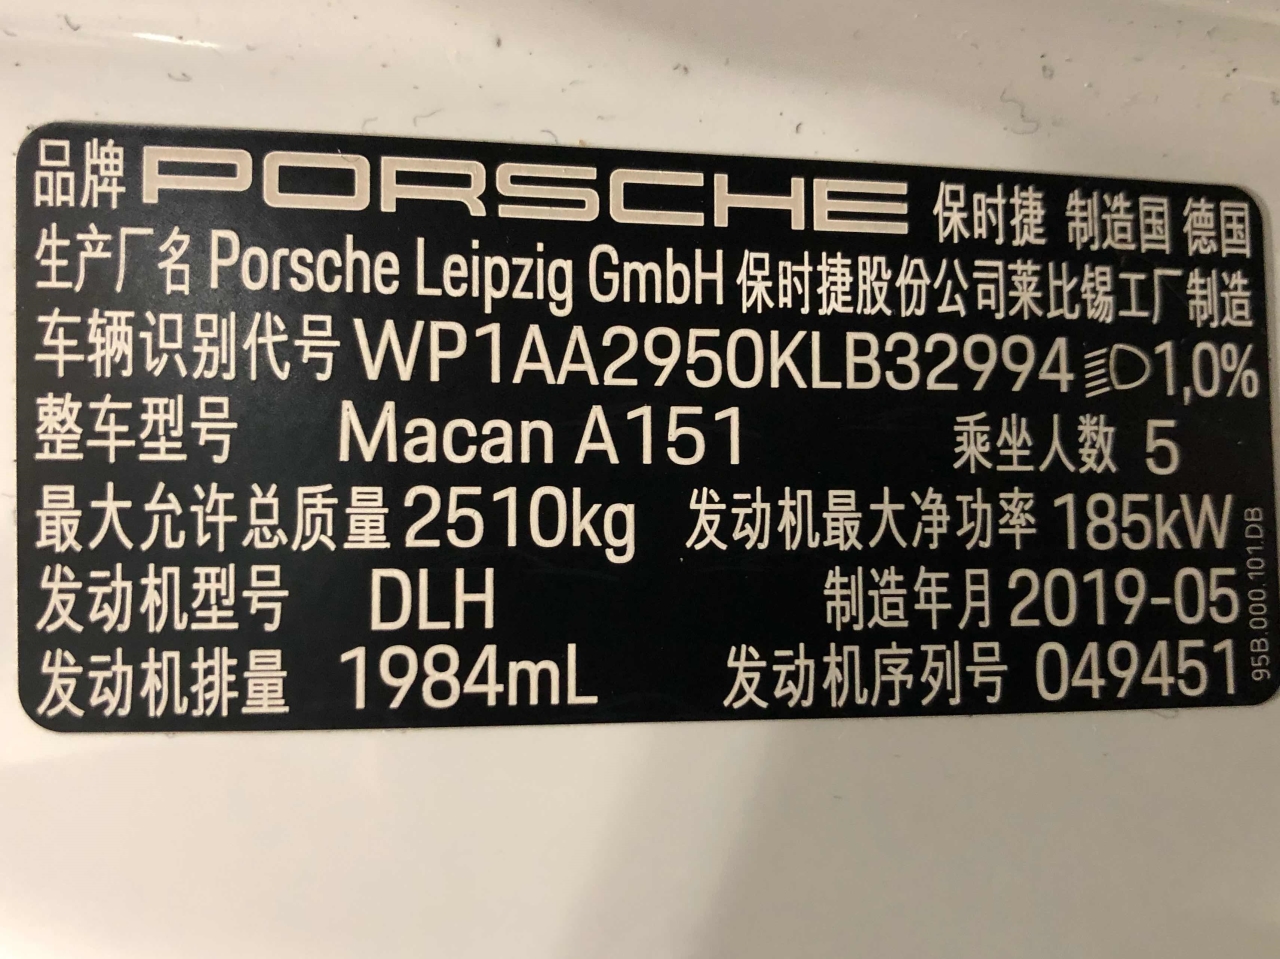 品牌 PORSCHE 保时捷 制造国 德国
生产厂名 Porsche Leipzig GmbH 保时捷股份公司莱比锡工厂制造
车辆识别代号 WP1AA2950KLB32994 1,0%
整车型号 Macan A151 乘坐人数 5
最大允许总质量 2510kg 发动机最大净功率 185kW
发动机型号 DLH 制造年月 2019-05
发动机排量 1984mL 发动机序列号 049451
95B.000.101.DB